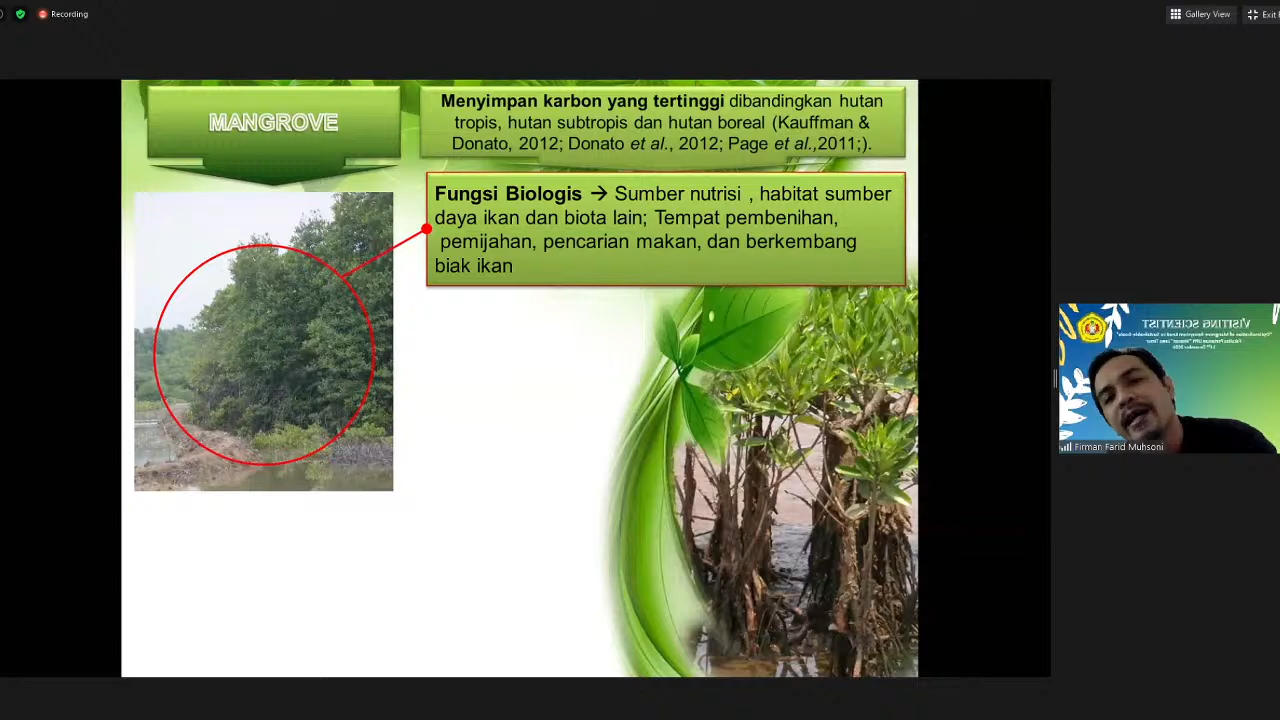 Recording
Gallery View
Exit
MANGROVE
Menyimpan karbon yang tertinggi dibandingkan hutan
tropis, hutan subtropis dan hutan boreal (Kauffman &
Donato, 2012; Donato et al., 2012; Page et al.,2011;).
Fungsi Biologis → Sumber nutrisi , habitat sumber
daya ikan dan biota lain; Tempat pembenihan,
pemijahan, pencarian makan, dan berkembang
biak ikan
VISITING SCIENTIST
Firman Farid Muhsoni